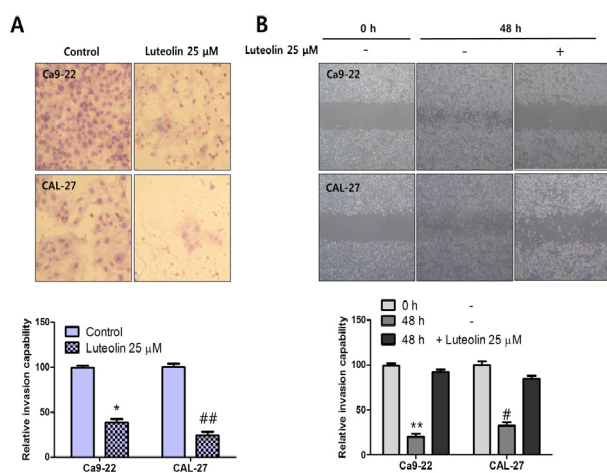 A
Control
Luteolin 25 μM
Ca9-22
CAL-27
Relative invasion capability
150
100
50
0
Control
Luteolin 25 μM
*
##
Ca9-22
CAL-27
B
0 h
48 h
Luteolin 25 μM
-
-
+
Ca9-22
CAL-27
Relative invasion capability
150
100
50
0
0 h -
48 h -
48 h + Luteolin 25 μM
**
#
Ca9-22
CAL-27